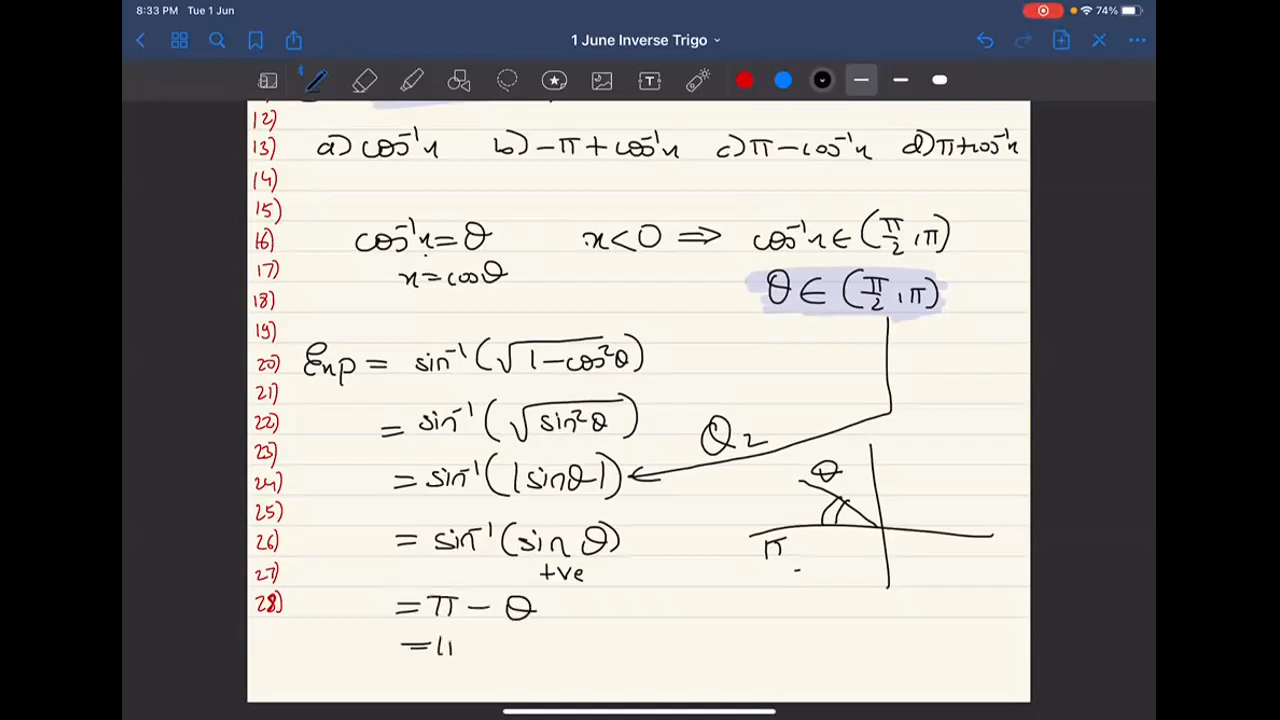 8:33 PM Tue 1 Jun
74%
1 June Inverse Trigo
12)
13) a) cos⁻¹x b) -π + cos⁻¹x c) π - cos⁻¹x d) π + cos⁻¹x
14)
15)
16) cos⁻¹x = θ x < 0 ⇒ cos⁻¹x ∈ (π/2, π)
17) x = cosθ
18) θ ∈ (π/2, π)
19)
20) Exp = sin⁻¹(√(1-cos²θ))
21)
22) = sin⁻¹(√(sin²θ))
23) Q2
24) = sin⁻¹(|sinθ|)
θ
25)
26) = sin⁻¹(sin θ)
π
27) +ve
28) = π - θ
=